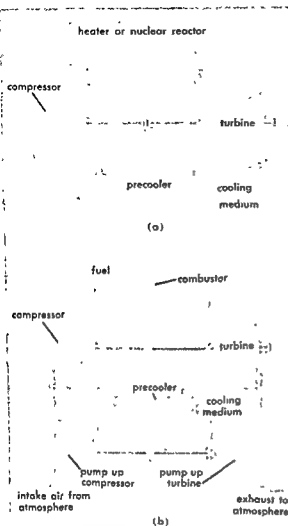 heater or nuclear reactor
compressor
turbine
precooler
cooling
medium
(a)
fuel
combustor
compressor
turbine
precooler
cooling
medium
pump up
compressor
pump up
turbine
intake air from
atmosphere
exhaust to
atmosphere
(b)